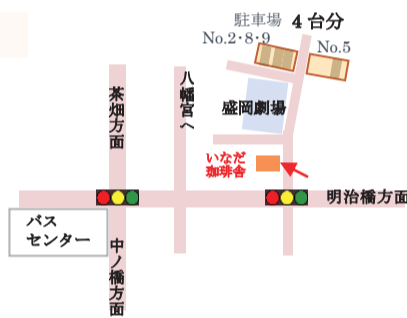 駐車場 4台分
No.2・8・9
No.5
茶畑方面
八幡宮へ
盛岡劇場
いなだ
珈琲舎
明治橋方面
バス
センター
中ノ橋方面